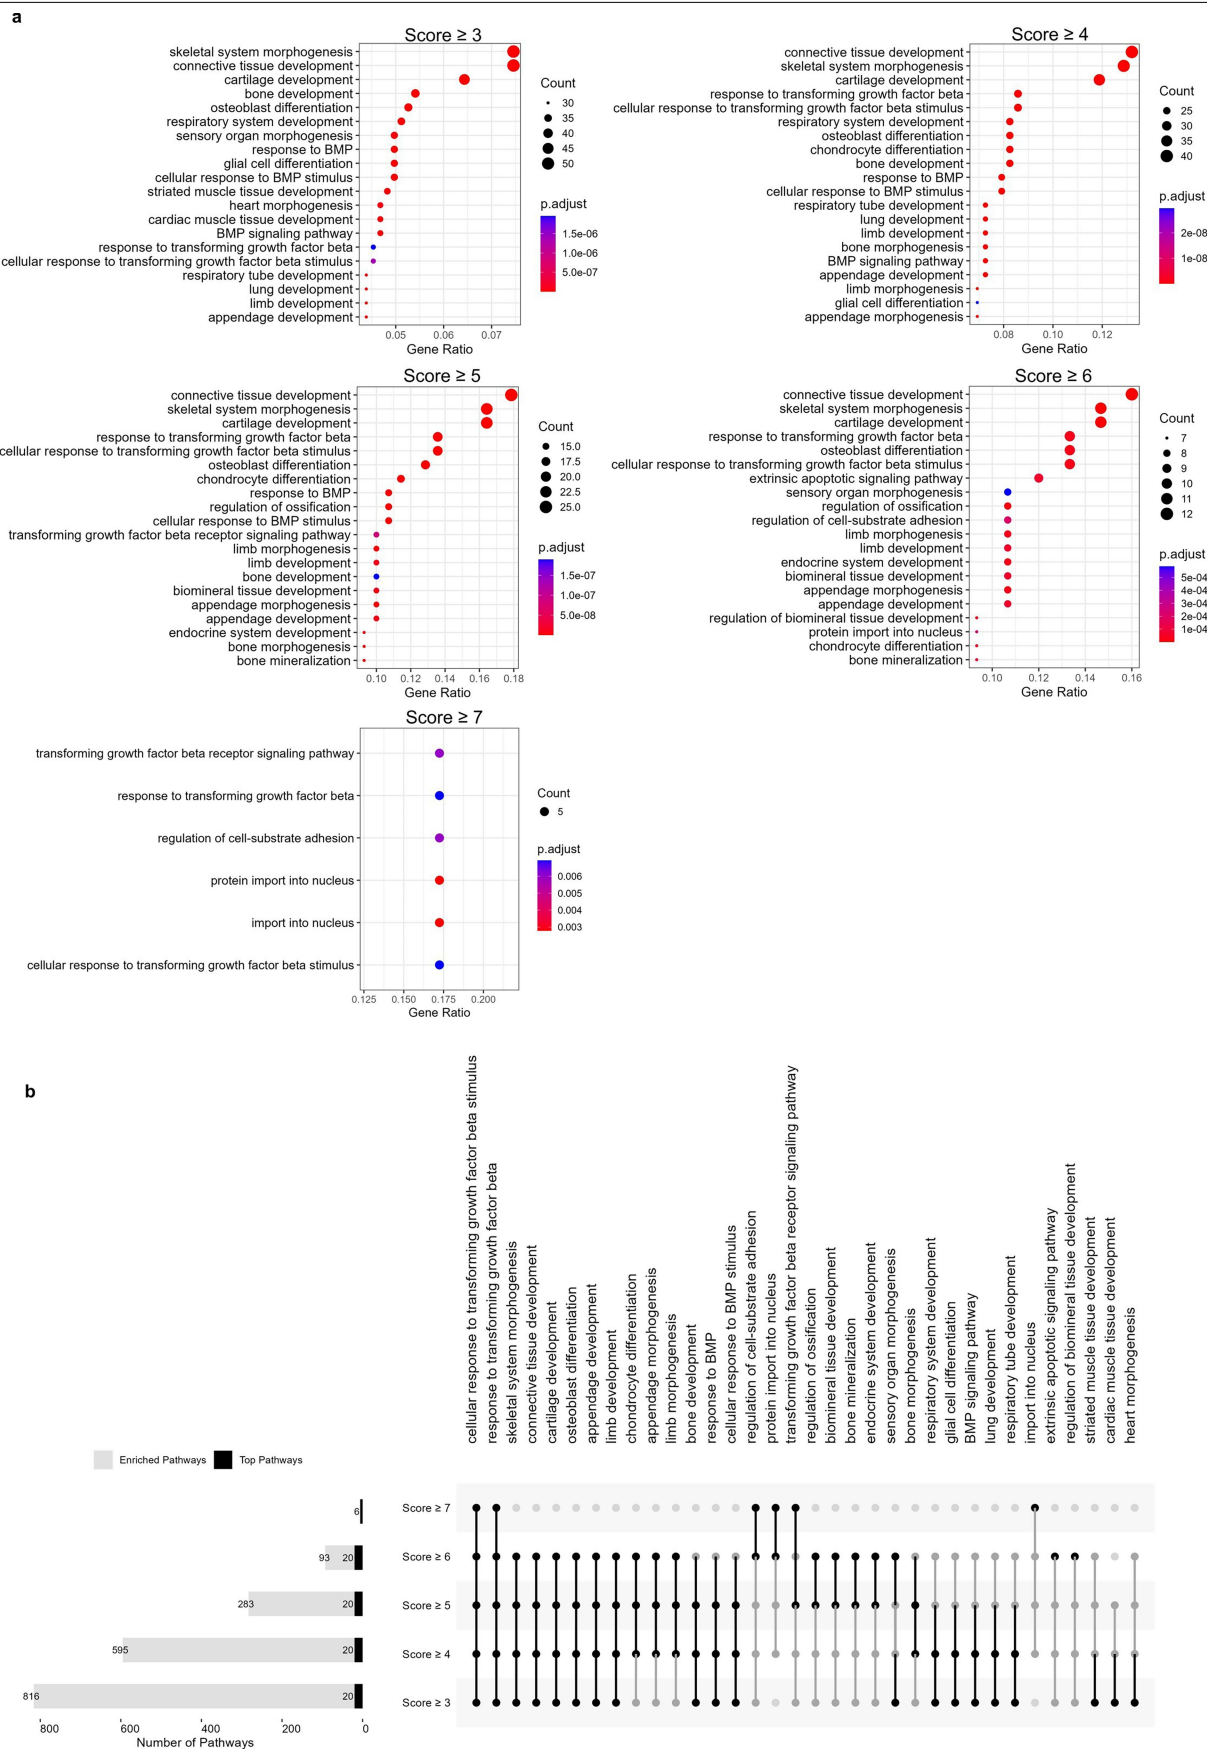 a
Score ≥ 3
skeletal system morphogenesis
connective tissue development
cartilage development
bone development
osteoblast differentiation
respiratory system development
sensory organ morphogenesis
response to BMP
glial cell differentiation
cellular response to BMP stimulus
striated muscle tissue development
heart morphogenesis
cardiac muscle tissue development
BMP signaling pathway
response to transforming growth factor beta
cellular response to transforming growth factor beta stimulus
respiratory tube development
lung development
limb development
appendage development
0.05 0.06 0.07
Gene Ratio
Count
30
35
40
45
50
p.adjust
1.5e-06
1.0e-06
5.0e-07
Score ≥ 4
connective tissue development
skeletal system morphogenesis
cartilage development
response to transforming growth factor beta
cellular response to transforming growth factor beta stimulus
respiratory system development
osteoblast differentiation
chondrocyte differentiation
bone development
response to BMP
cellular response to BMP stimulus
respiratory tube development
lung development
limb development
bone morphogenesis
BMP signaling pathway
appendage development
limb morphogenesis
glial cell differentiation
appendage morphogenesis
0.08 0.10 0.12
Gene Ratio
Count
25
30
35
40
p.adjust
2e-08
1e-08
Score ≥ 5
connective tissue development
skeletal system morphogenesis
cartilage development
response to transforming growth factor beta
cellular response to transforming growth factor beta stimulus
osteoblast differentiation
chondrocyte differentiation
response to BMP
regulation of ossification
cellular response to BMP stimulus
transforming growth factor beta receptor signaling pathway
limb morphogenesis
limb development
bone development
biomineral tissue development
appendage morphogenesis
appendage development
endocrine system development
bone morphogenesis
bone mineralization
0.10 0.12 0.14 0.16 0.18
Gene Ratio
Count
15.0
17.5
20.0
22.5
25.0
p.adjust
1.5e-07
1.0e-07
5.0e-08
Score ≥ 6
connective tissue development
skeletal system morphogenesis
cartilage development
response to transforming growth factor beta
osteoblast differentiation
cellular response to transforming growth factor beta stimulus
extrinsic apoptotic signaling pathway
sensory organ morphogenesis
regulation of ossification
regulation of cell-substrate adhesion
limb morphogenesis
limb development
endocrine system development
biomineral tissue development
appendage morphogenesis
appendage development
regulation of biomineral tissue development
protein import into nucleus
chondrocyte differentiation
bone mineralization
0.10 0.12 0.14 0.16
Gene Ratio
Count
7
8
9
10
11
12
p.adjust
5e-04
4e-04
3e-04
2e-04
1e-04
Score ≥ 7
transforming growth factor beta receptor signaling pathway
response to transforming growth factor beta
regulation of cell-substrate adhesion
protein import into nucleus
import into nucleus
cellular response to transforming growth factor beta stimulus
0.125 0.150 0.175 0.200
Gene Ratio
Count
5
p.adjust
0.006
0.005
0.004
0.003
b
cellular response to transforming growth factor beta stimulus
response to transforming growth factor beta
skeletal system morphogenesis
connective tissue development
cartilage development
osteoblast differentiation
appendage development
limb development
chondrocyte differentiation
appendage morphogenesis
limb morphogenesis
bone development
response to BMP
cellular response to BMP stimulus
regulation of cell-substrate adhesion
protein import into nucleus
transforming growth factor beta receptor signaling pathway
regulation of ossification
biomineral tissue development
bone mineralization
endocrine system development
sensory organ morphogenesis
bone morphogenesis
respiratory system development
glial cell differentiation
BMP signaling pathway
lung development
respiratory tube development
import into nucleus
extrinsic apoptotic signaling pathway
regulation of biomineral tissue development
striated muscle tissue development
cardiac muscle tissue development
heart morphogenesis
Enriched Pathways Top Pathways
6 Score ≥ 7
93 20 Score ≥ 6
283 20 Score ≥ 5
595 20 Score ≥ 4
816 20 Score ≥ 3
800 600 400 200 0
Number of Pathways